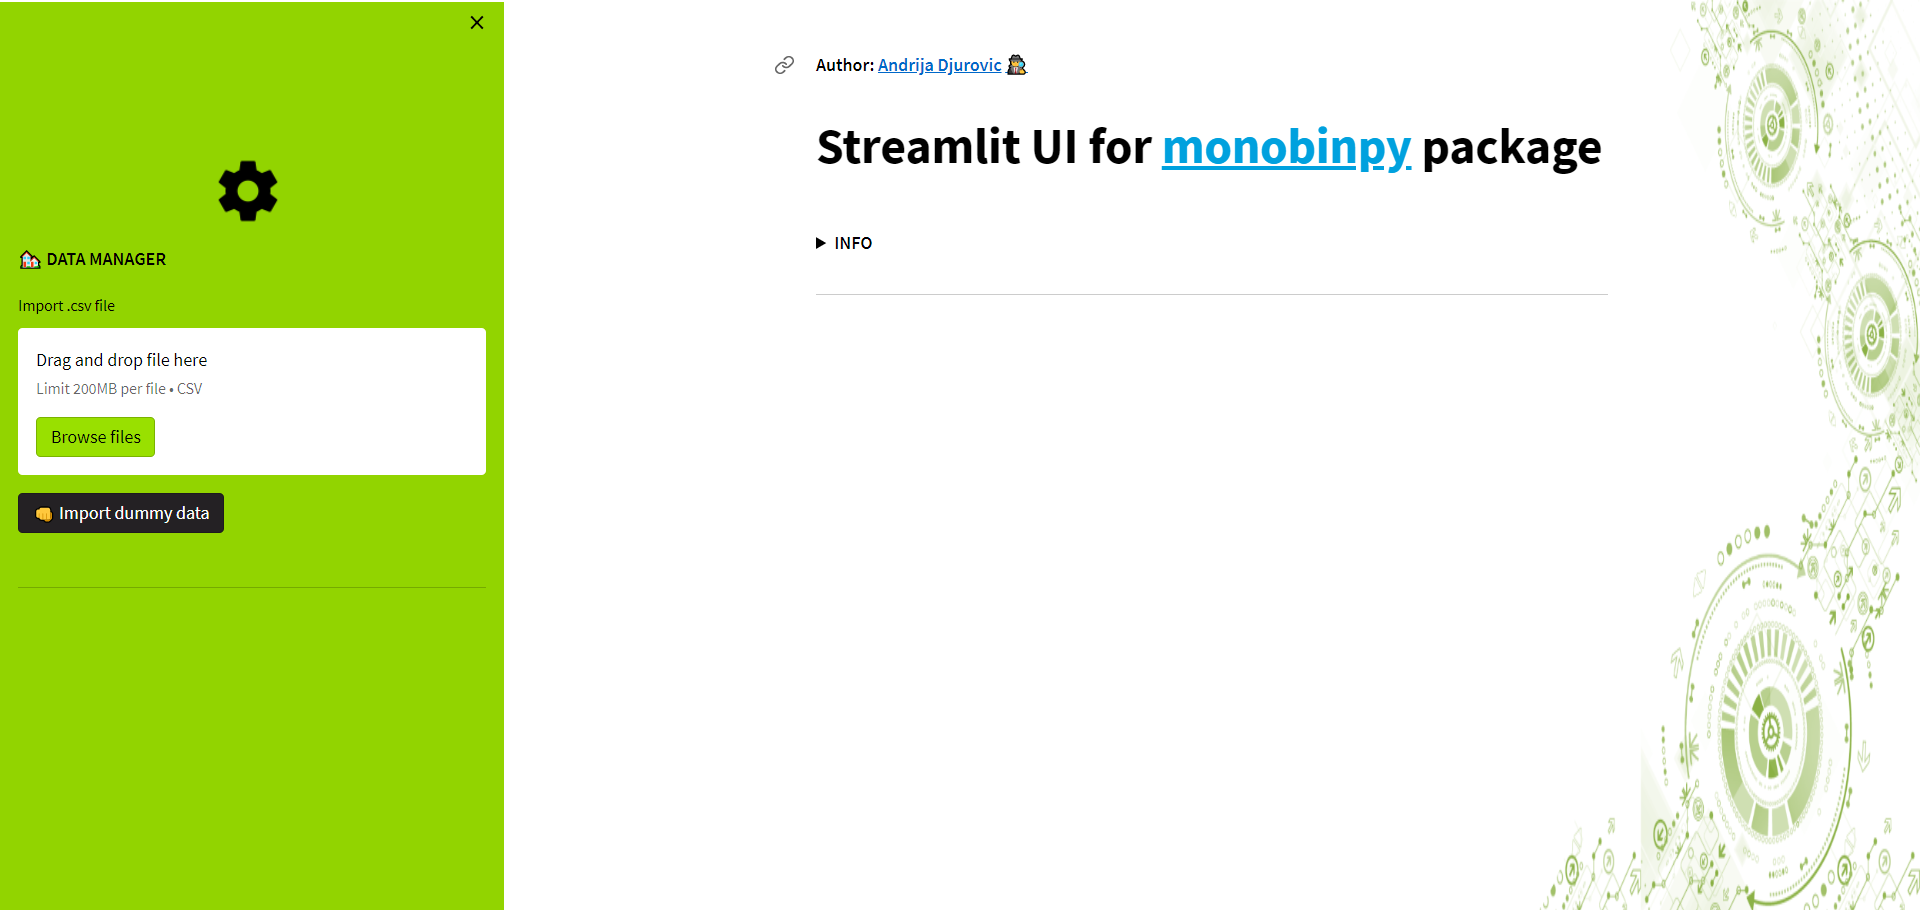 DATA MANAGER
Import .csv file
Drag and drop file here
Limit 200MB per file • CSV
Browse files
Import dummy data
Author: Andrija Djurovic
Streamlit UI for monobinpy package
INFO